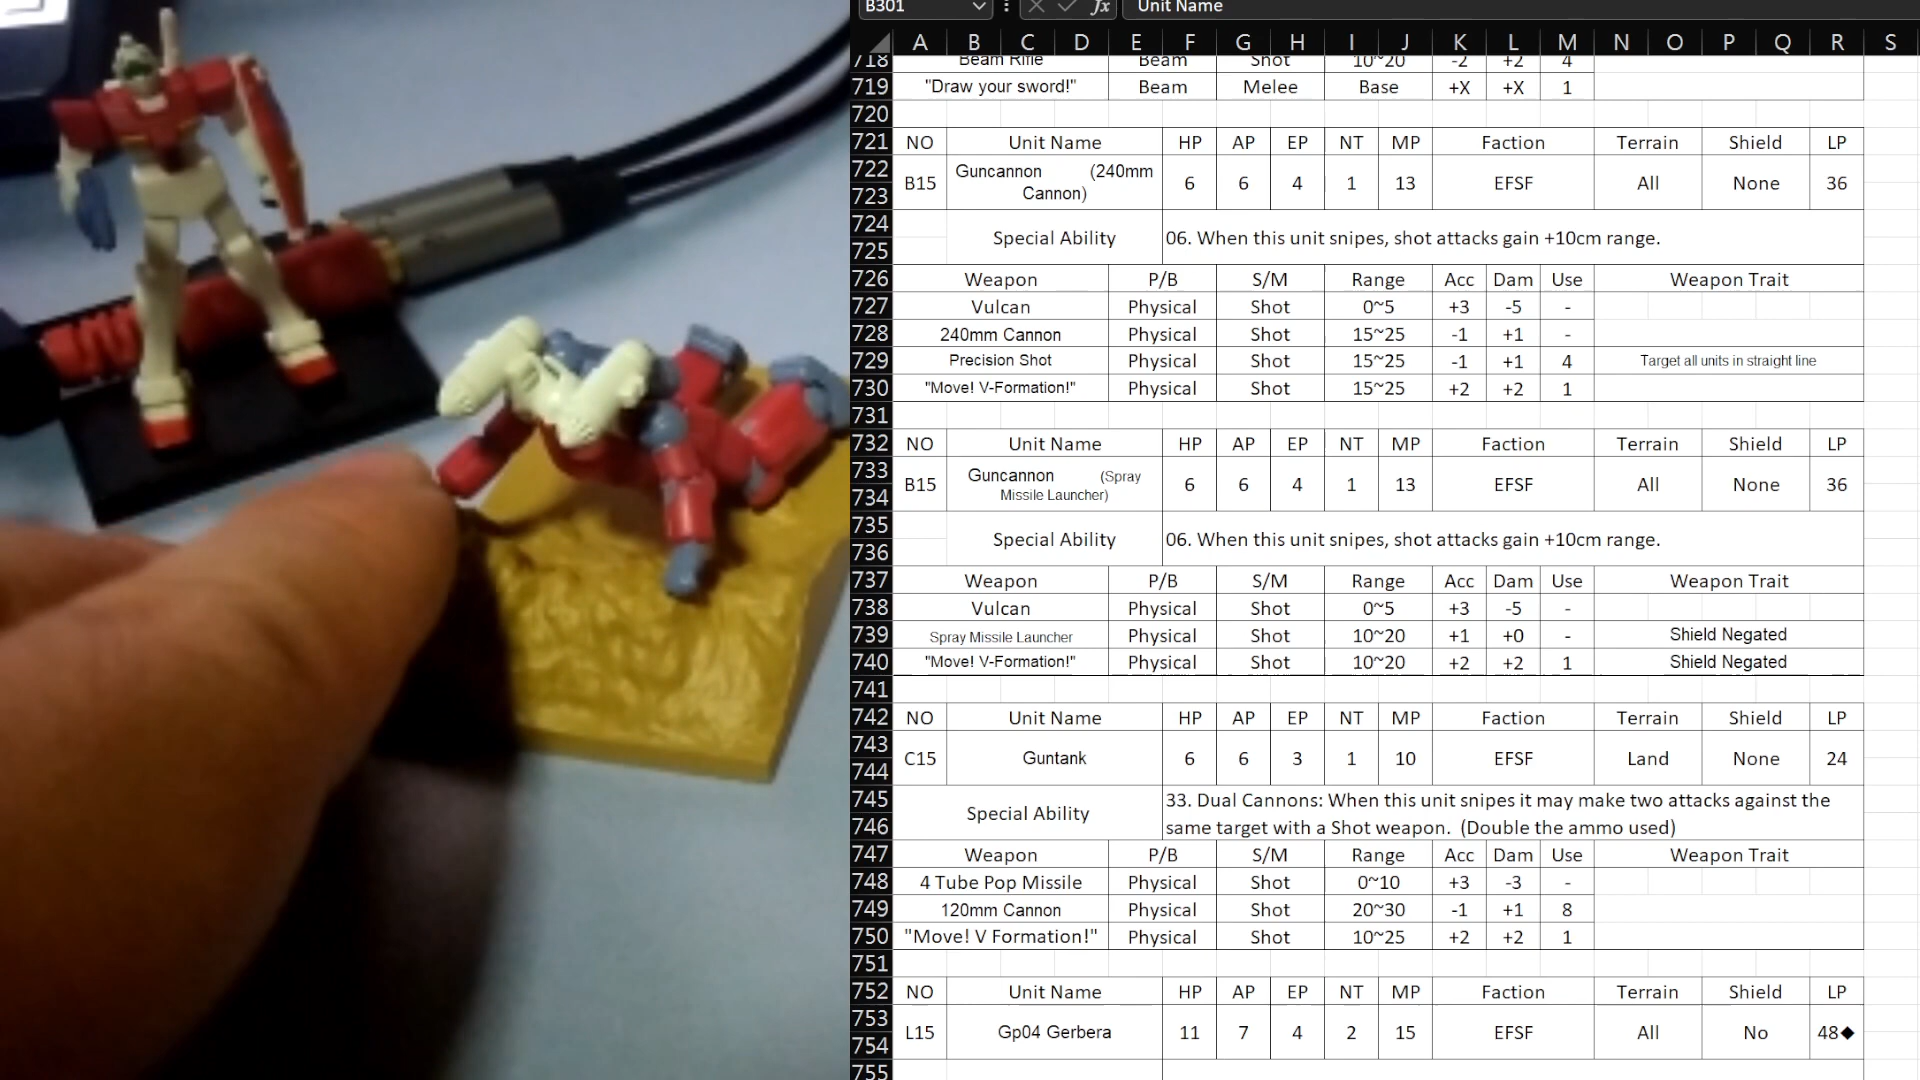 B301 fx Unit Name
A B C D E F G H I J K L M N O P Q R S
718 Beam Rifle Beam Shot 10~20 -2 +2 4
719 "Draw your sword!" Beam Melee Base +X +X 1
720
721 NO Unit Name HP AP EP NT MP Faction Terrain Shield LP
722 Guncannon (240mm
723 B15 Cannon) 6 6 4 1 13 EFSF All None 36
724
725 Special Ability 06. When this unit snipes, shot attacks gain +10cm range.
726 Weapon P/B S/M Range Acc Dam Use Weapon Trait
727 Vulcan Physical Shot 0~5 +3 -5 -
728 240mm Cannon Physical Shot 15~25 -1 +1 -
729 Precision Shot Physical Shot 15~25 -1 +1 4 Target all units in straight line
730 "Move! V-Formation!" Physical Shot 15~25 +2 +2 1
731
732 NO Unit Name HP AP EP NT MP Faction Terrain Shield LP
733 Guncannon (Spray
734 B15 Missile Launcher) 6 6 4 1 13 EFSF All None 36
735
736 Special Ability 06. When this unit snipes, shot attacks gain +10cm range.
737 Weapon P/B S/M Range Acc Dam Use Weapon Trait
738 Vulcan Physical Shot 0~5 +3 -5 -
739 Spray Missile Launcher Physical Shot 10~20 +1 +0 - Shield Negated
740 "Move! V-Formation!" Physical Shot 10~20 +2 +2 1 Shield Negated
741
742 NO Unit Name HP AP EP NT MP Faction Terrain Shield LP
743
744 C15 Guntank 6 6 3 1 10 EFSF Land None 24
745 Special Ability 33. Dual Cannons: When this unit snipes it may make two attacks against the
746 same target with a Shot weapon. (Double the ammo used)
747 Weapon P/B S/M Range Acc Dam Use Weapon Trait
748 4 Tube Pop Missile Physical Shot 0~10 +3 -3 -
749 120mm Cannon Physical Shot 20~30 -1 +1 8
750 "Move! V Formation!" Physical Shot 10~25 +2 +2 1
751
752 NO Unit Name HP AP EP NT MP Faction Terrain Shield LP
753
754 L15 Gp04 Gerbera 11 7 4 2 15 EFSF All No 48◆
755